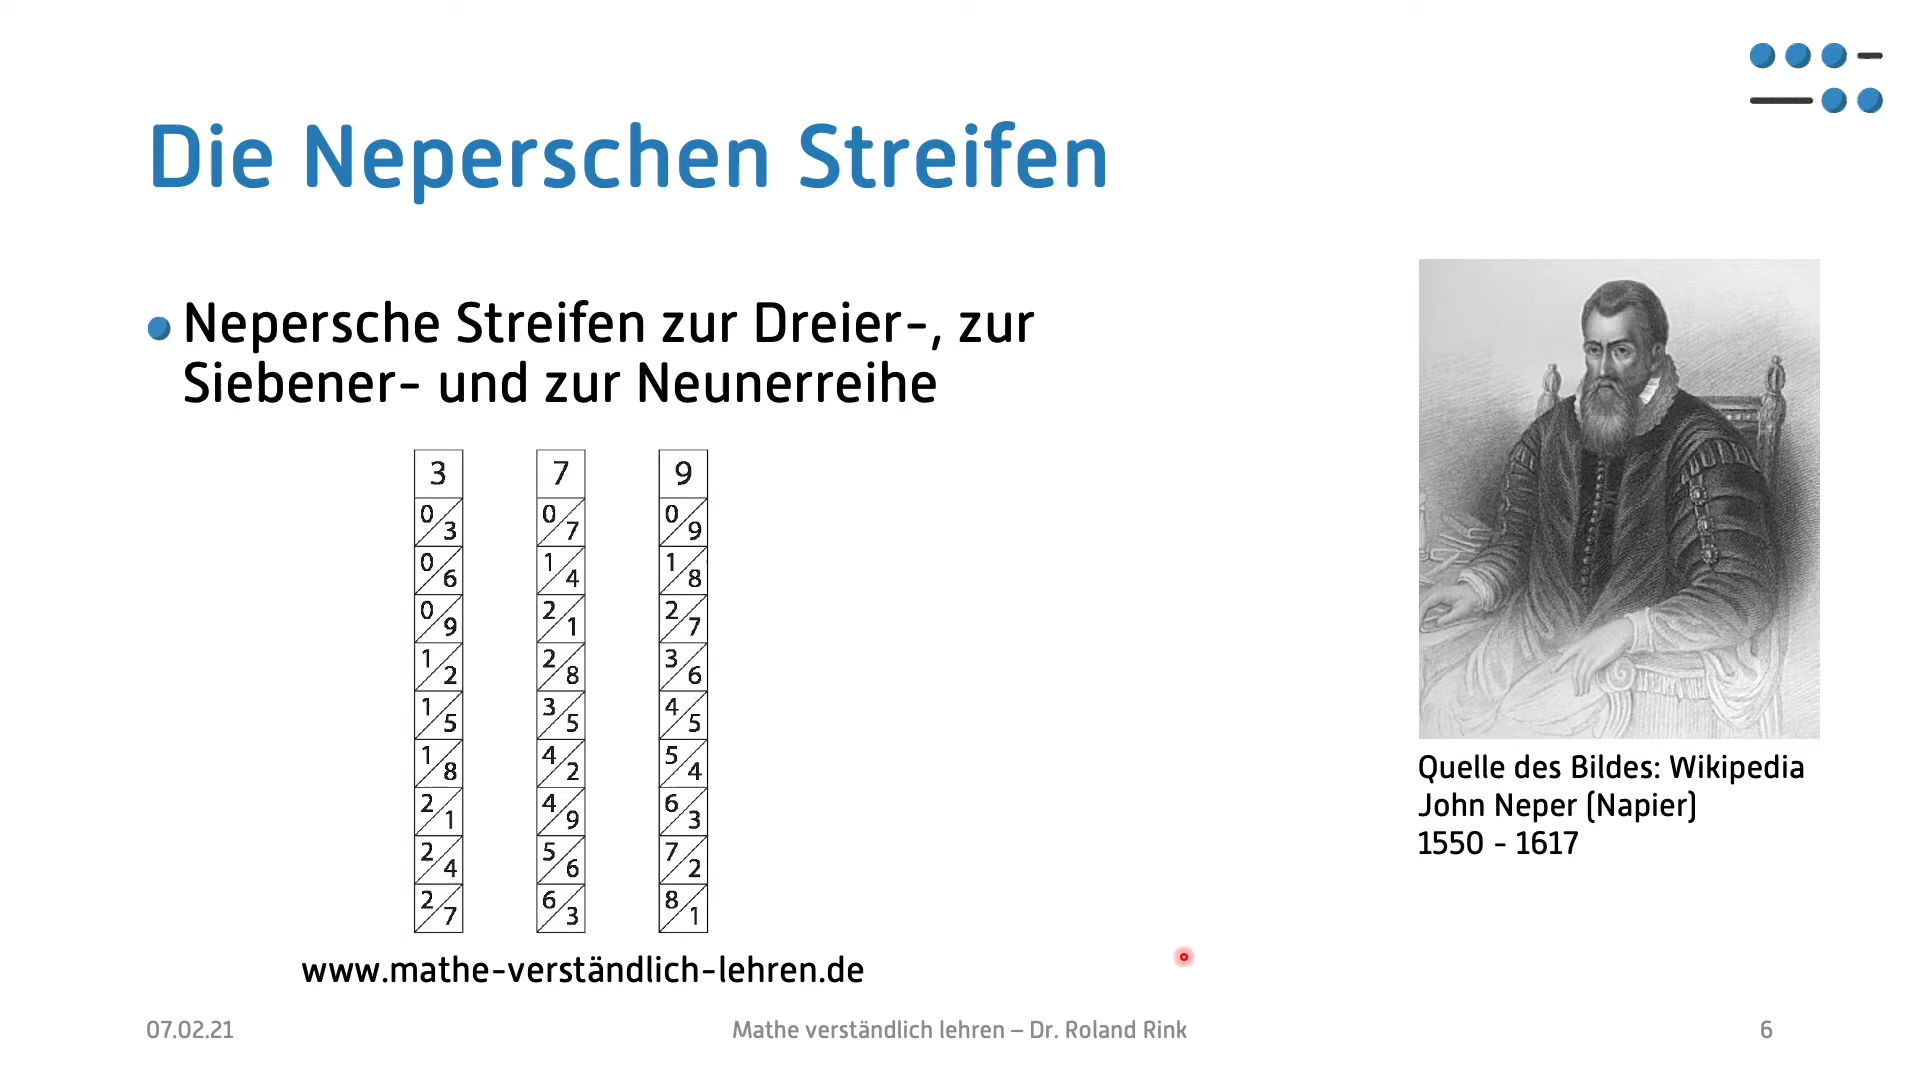 Die Neperschen Streifen
Nepersche Streifen zur Dreier-, zur
Siebener- und zur Neunerreihe
3 7 9
0/3 0/7 0/9
0/6 1/4 1/8
0/9 2/1 2/7
1/2 2/8 3/6
1/5 3/5 4/5
1/8 4/2 5/4
2/1 4/9 6/3
2/4 5/6 7/2
2/7 6/3 8/1
www.mathe-verständlich-lehren.de
Quelle des Bildes: Wikipedia
John Neper (Napier)
1550 - 1617
07.02.21
Mathe verständlich lehren – Dr. Roland Rink
6